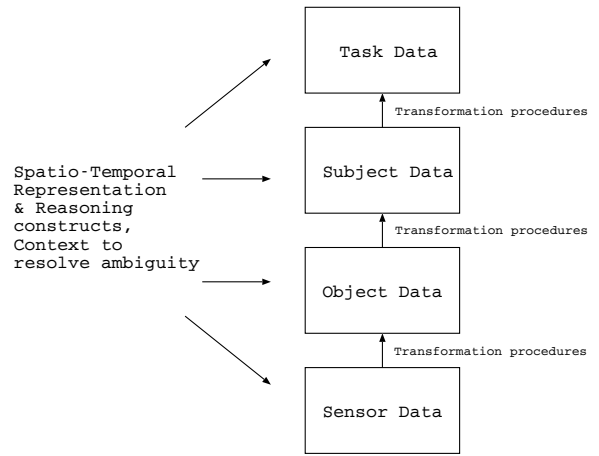 Task Data
Transformation procedures
Subject Data
Transformation procedures
Object Data
Transformation procedures
Sensor Data
Spatio-Temporal
Representation
& Reasoning
constructs,
Context to
resolve ambiguity